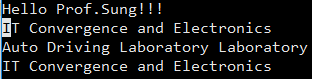 Hello Prof.Sung!!!
IT Convergence and Electronics
Auto Driving Laboratory Laboratory
IT Convergence and Electronics